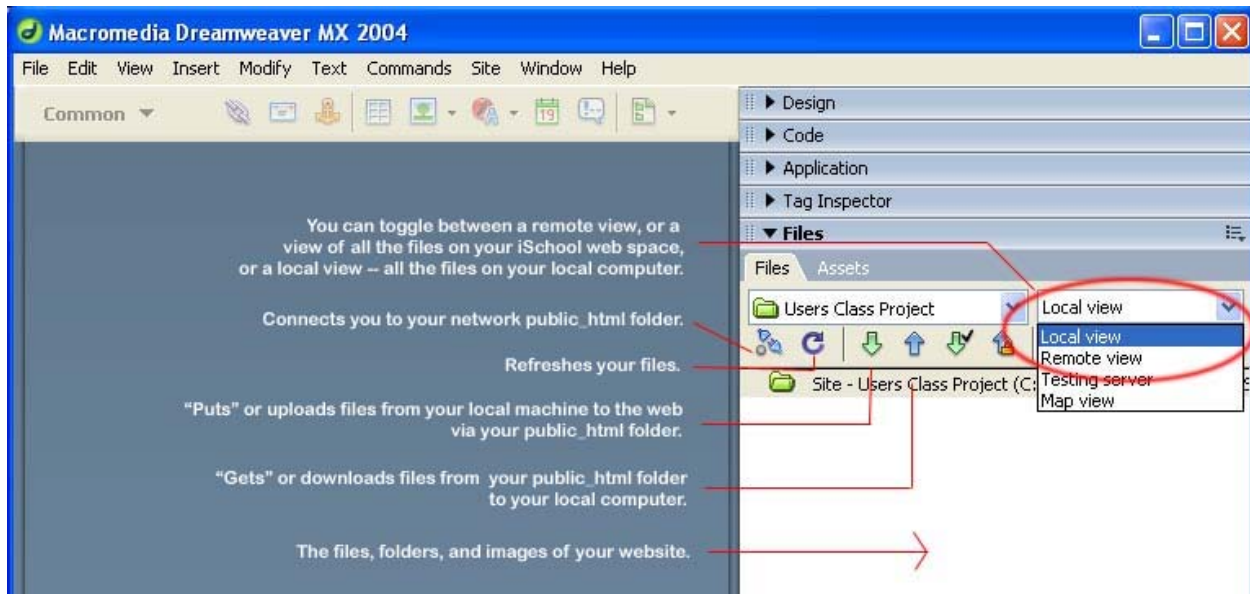 Macromedia Dreamweaver MX 2004
File Edit View Insert Modify Text Commands Site Window Help
Common
19
Design
Code
Application
Tag Inspector
Files
Files Assets
Users Class Project
Local view
Local view
Remote view
Testing server
Map view
Site - Users Class Project (C:
You can toggle between a remote view, or a
view of all the files on your iSchool web space,
or a local view -- all the files on your local computer.
Connects you to your network public_html folder.
Refreshes your files.
“Puts” or uploads files from your local machine to the web
via your public_html folder.
“Gets” or downloads files from your public_html folder
to your local computer.
The files, folders, and images of your website.